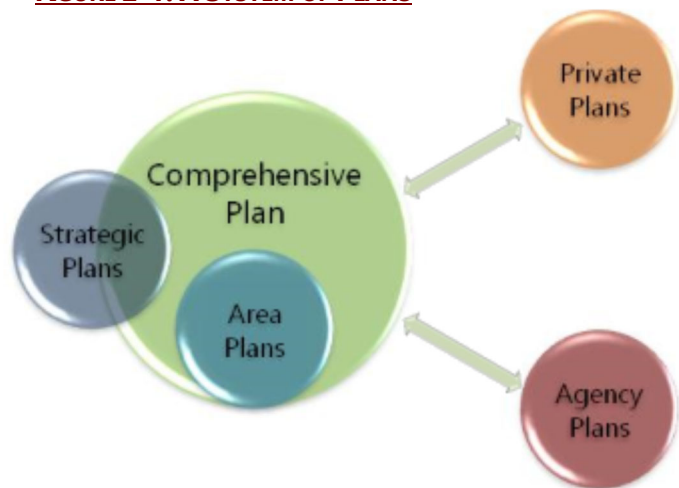 Private
Plans
Comprehensive
Plan
Strategic
Plans
Area
Plans
Agency
Plans